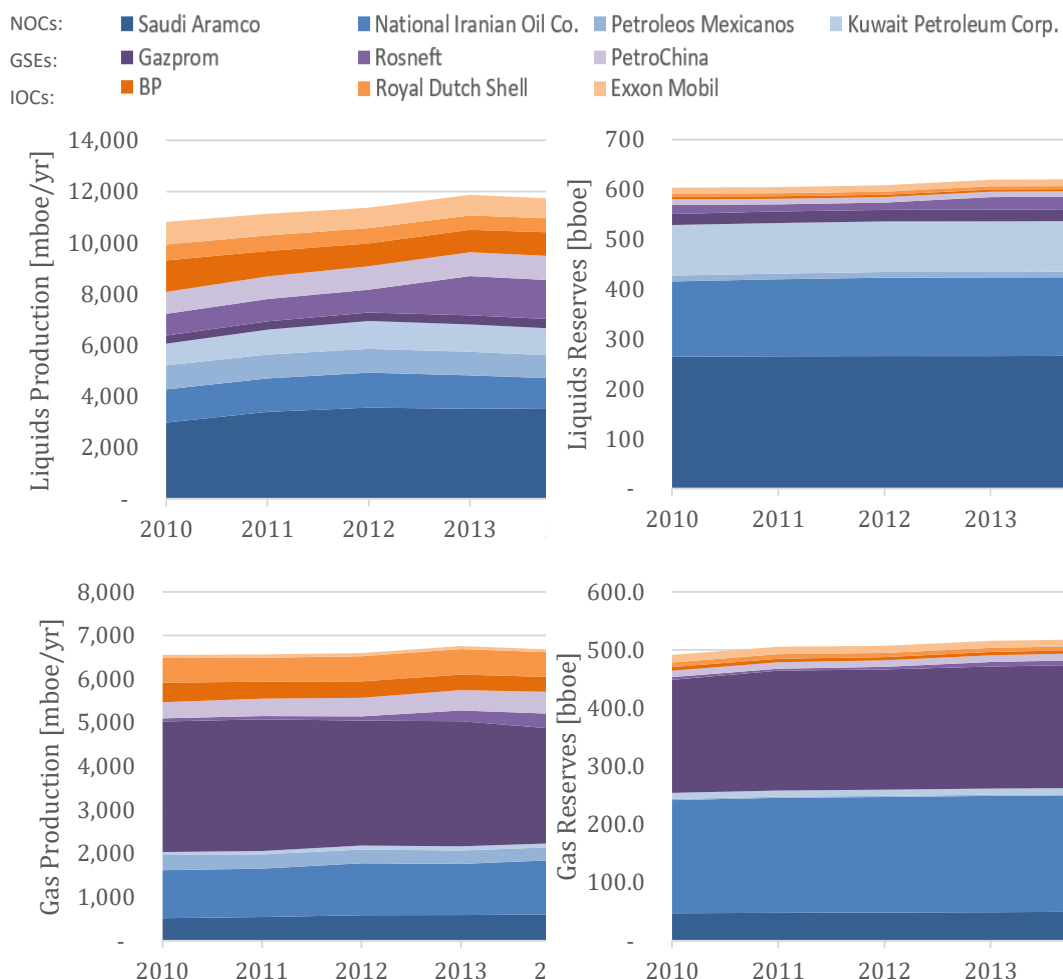 NOCs: Saudi Aramco National Iranian Oil Co. Petroleos Mexicanos Kuwait Petroleum Corp.
GSEs: Gazprom Rosneft PetroChina
IOCs: BP Royal Dutch Shell Exxon Mobil
Liquids Production [mboe/yr]
14,000
12,000
10,000
8,000
6,000
4,000
2,000
-
2010 2011 2012 2013
Liquids Reserves [bboe]
700
600
500
400
300
200
100
-
2010 2011 2012 2013
Gas Production [mboe/yr]
8,000
7,000
6,000
5,000
4,000
3,000
2,000
1,000
-
2010 2011 2012 2013 2
Gas Reserves [bboe]
600.0
500.0
400.0
300.0
200.0
100.0
-
2010 2011 2012 2013